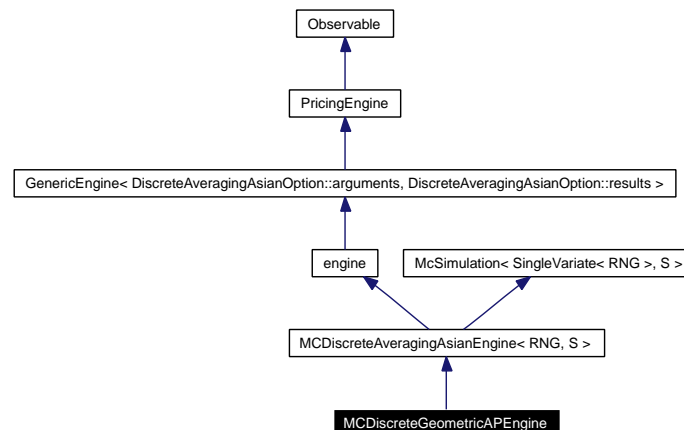 Observable
PricingEngine
GenericEngine< DiscreteAveragingAsianOption::arguments, DiscreteAveragingAsianOption::results >
engine
McSimulation< SingleVariate< RNG >, S >
MCDiscreteAveragingAsianEngine< RNG, S >
MCDiscreteGeometricAPEngine